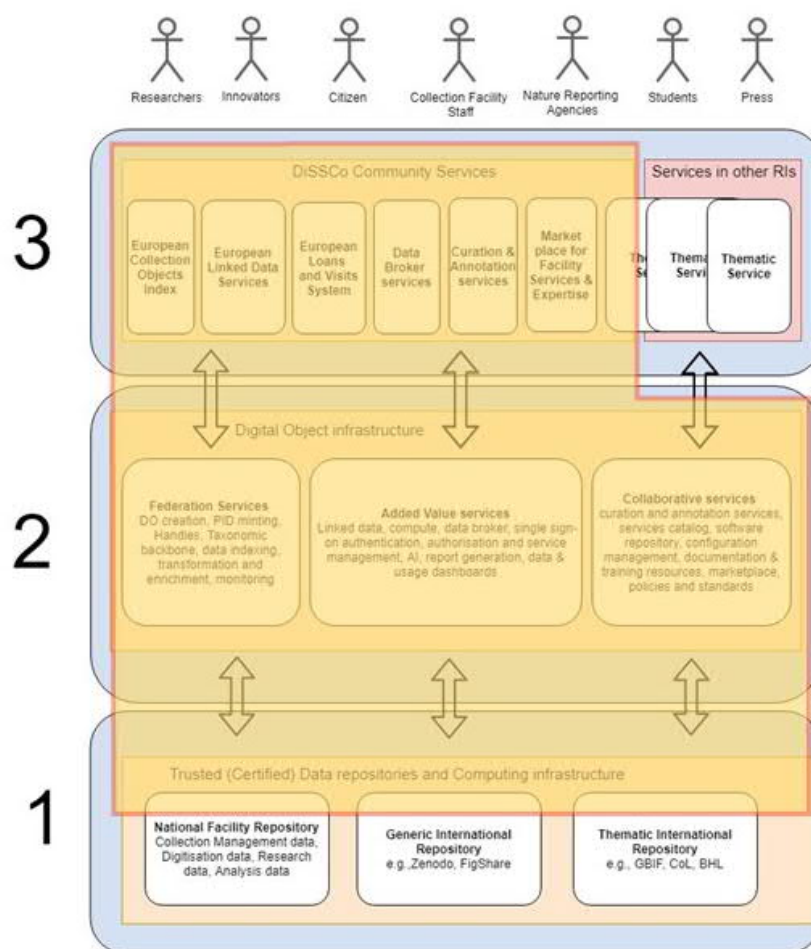 Researchers
Innovators
Citizen
Collection Facility
Staff
Nature Reporting
Agencies
Students
Press
3
DiSSCo Community Services
Services in other RIs
European
Collection
Objects
Index
European
Linked Data
Services
European
Loans
and Visits
System
Data
Broker
services
Curation &
Annotation
services
Market
place for
Facility
Services &
Expertise
Thematic
Service
2
Digital Object infrastructure
Federation Services
DO creation, PID minting,
Handles, Taxonomic
backbone, data indexing,
transformation and
enrichment, monitoring
Added Value services
Linked data, compute, data broker, single sign-
on authentication, authorisation and service
management, AI, report generation, data &
usage dashboards
Collaborative services
curation and annotation services,
services catalog, software
repository, configuration
management, documentation &
training resources, marketplace,
policies and standards
1
Trusted (Certified) Data repositories and Computing infrastructure
National Facility Repository
Collection Management data,
Digitisation data, Research
data, Analysis data
Generic International
Repository
e.g.,Zenodo, FigShare
Thematic International
Repository
e.g., GBIF, CoL, BHL